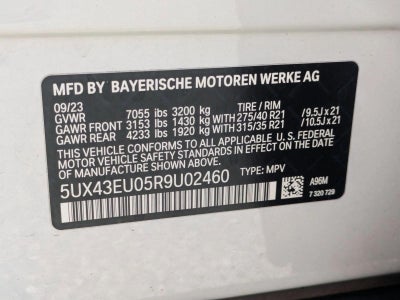 MFD BY BAYERISCHE MOTOREN WERKE AG
09/23 TIRE / RIM
GVWR 7055 lbs 3200 kg
GAWR FRONT 3153 lbs 1430 kg WITH 275/40 R21 /9.5J x 21
GAWR REAR 4233 lbs 1920 kg WITH 315/35 R21 /10.5J x 21
THIS VEHICLE CONFORMS TO ALL APPLICABLE U.S. FEDERAL
MOTOR VEHICLE SAFETY STANDARDS IN EFFECT ON THE DATE
OF MANUFACTURE SHOWN ABOVE.
5UX43EU05R9U02460 TYPE: MPV
A96M
7 320 729